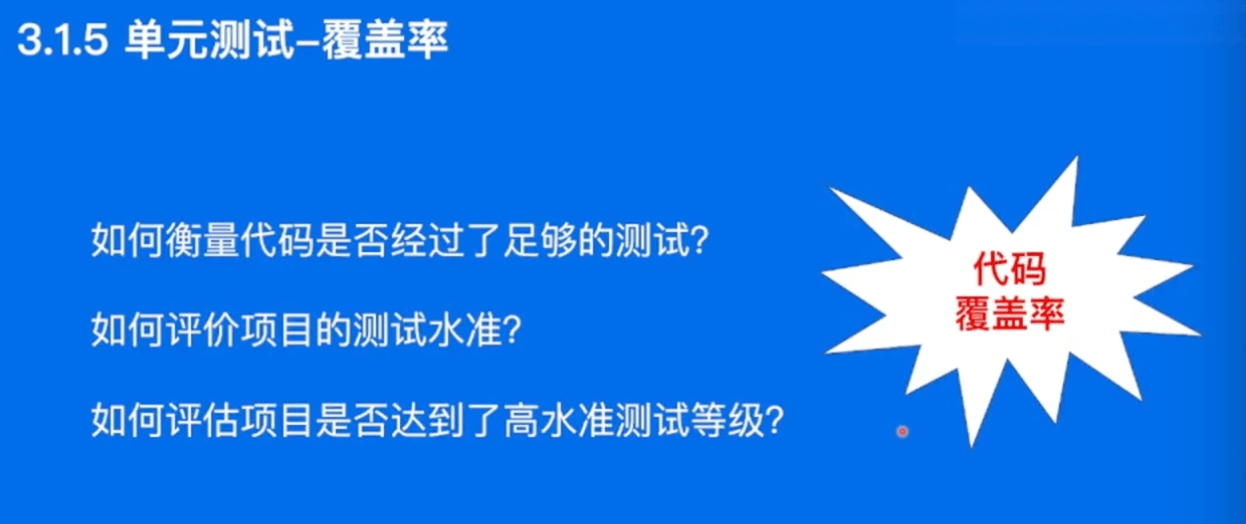 3.1.5 单元测试-覆盖率
如何衡量代码是否经过了足够的测试?
如何评价项目的测试水准?
如何评估项目是否达到了高水准测试等级?
代码
覆盖率